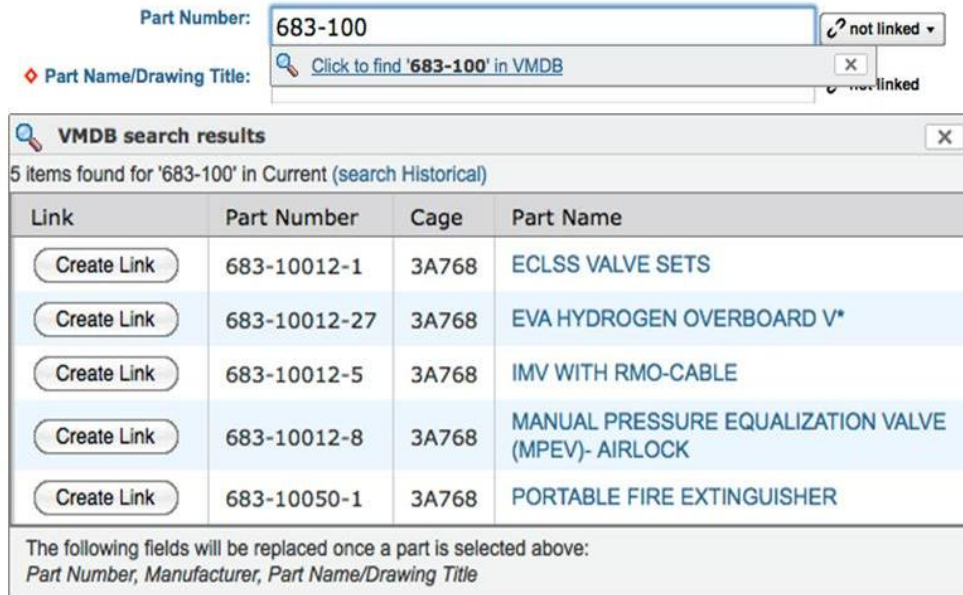 Part Number:
683-100
not linked
Click to find '683-100' in VMDB
Part Name/Drawing Title:
linked
VMDB search results
5 items found for '683-100' in Current (search Historical)
Link Part Number Cage Part Name
Create Link 683-10012-1 3A768 ECLSS VALVE SETS
Create Link 683-10012-27 3A768 EVA HYDROGEN OVERBOARD V*
Create Link 683-10012-5 3A768 IMV WITH RMO-CABLE
Create Link 683-10012-8 3A768 MANUAL PRESSURE EQUALIZATION VALVE
(MPEV)- AIRLOCK
Create Link 683-10050-1 3A768 PORTABLE FIRE EXTINGUISHER
The following fields will be replaced once a part is selected above:
Part Number, Manufacturer, Part Name/Drawing Title